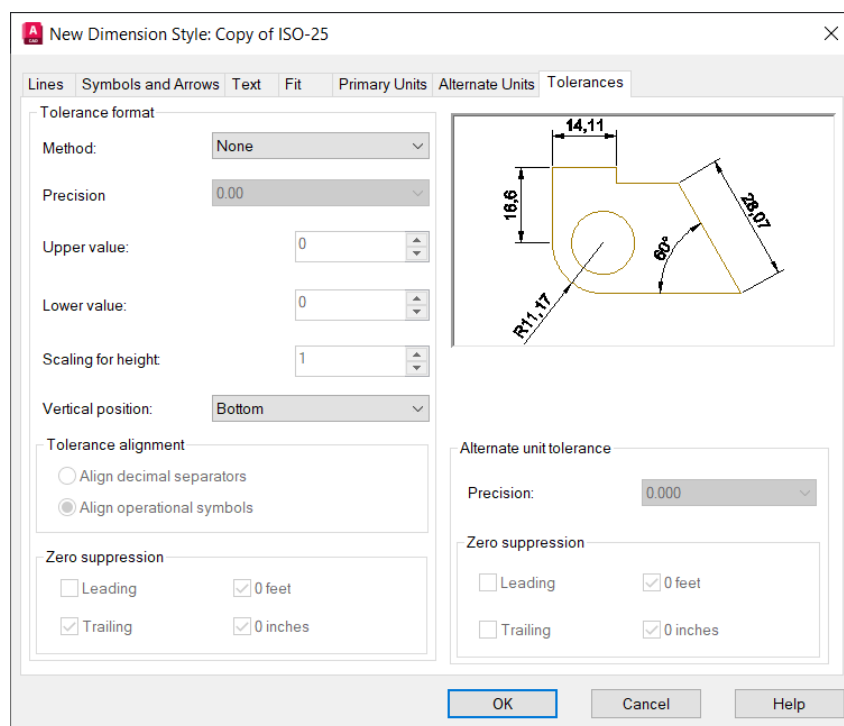 A
CAD
New Dimension Style: Copy of ISO-25
Lines Symbols and Arrows Text Fit Primary Units Alternate Units Tolerances
Tolerance format
Method: None
Precision 0.00
Upper value: 0
Lower value: 0
Scaling for height: 1
Vertical position: Bottom
Tolerance alignment
Align decimal separators
Align operational symbols
Zero suppression
Leading 0 feet
Trailing 0 inches
14,11
16,6
28,07
60°
R11,17
Alternate unit tolerance
Precision: 0.000
Zero suppression
Leading 0 feet
Trailing 0 inches
OK Cancel Help